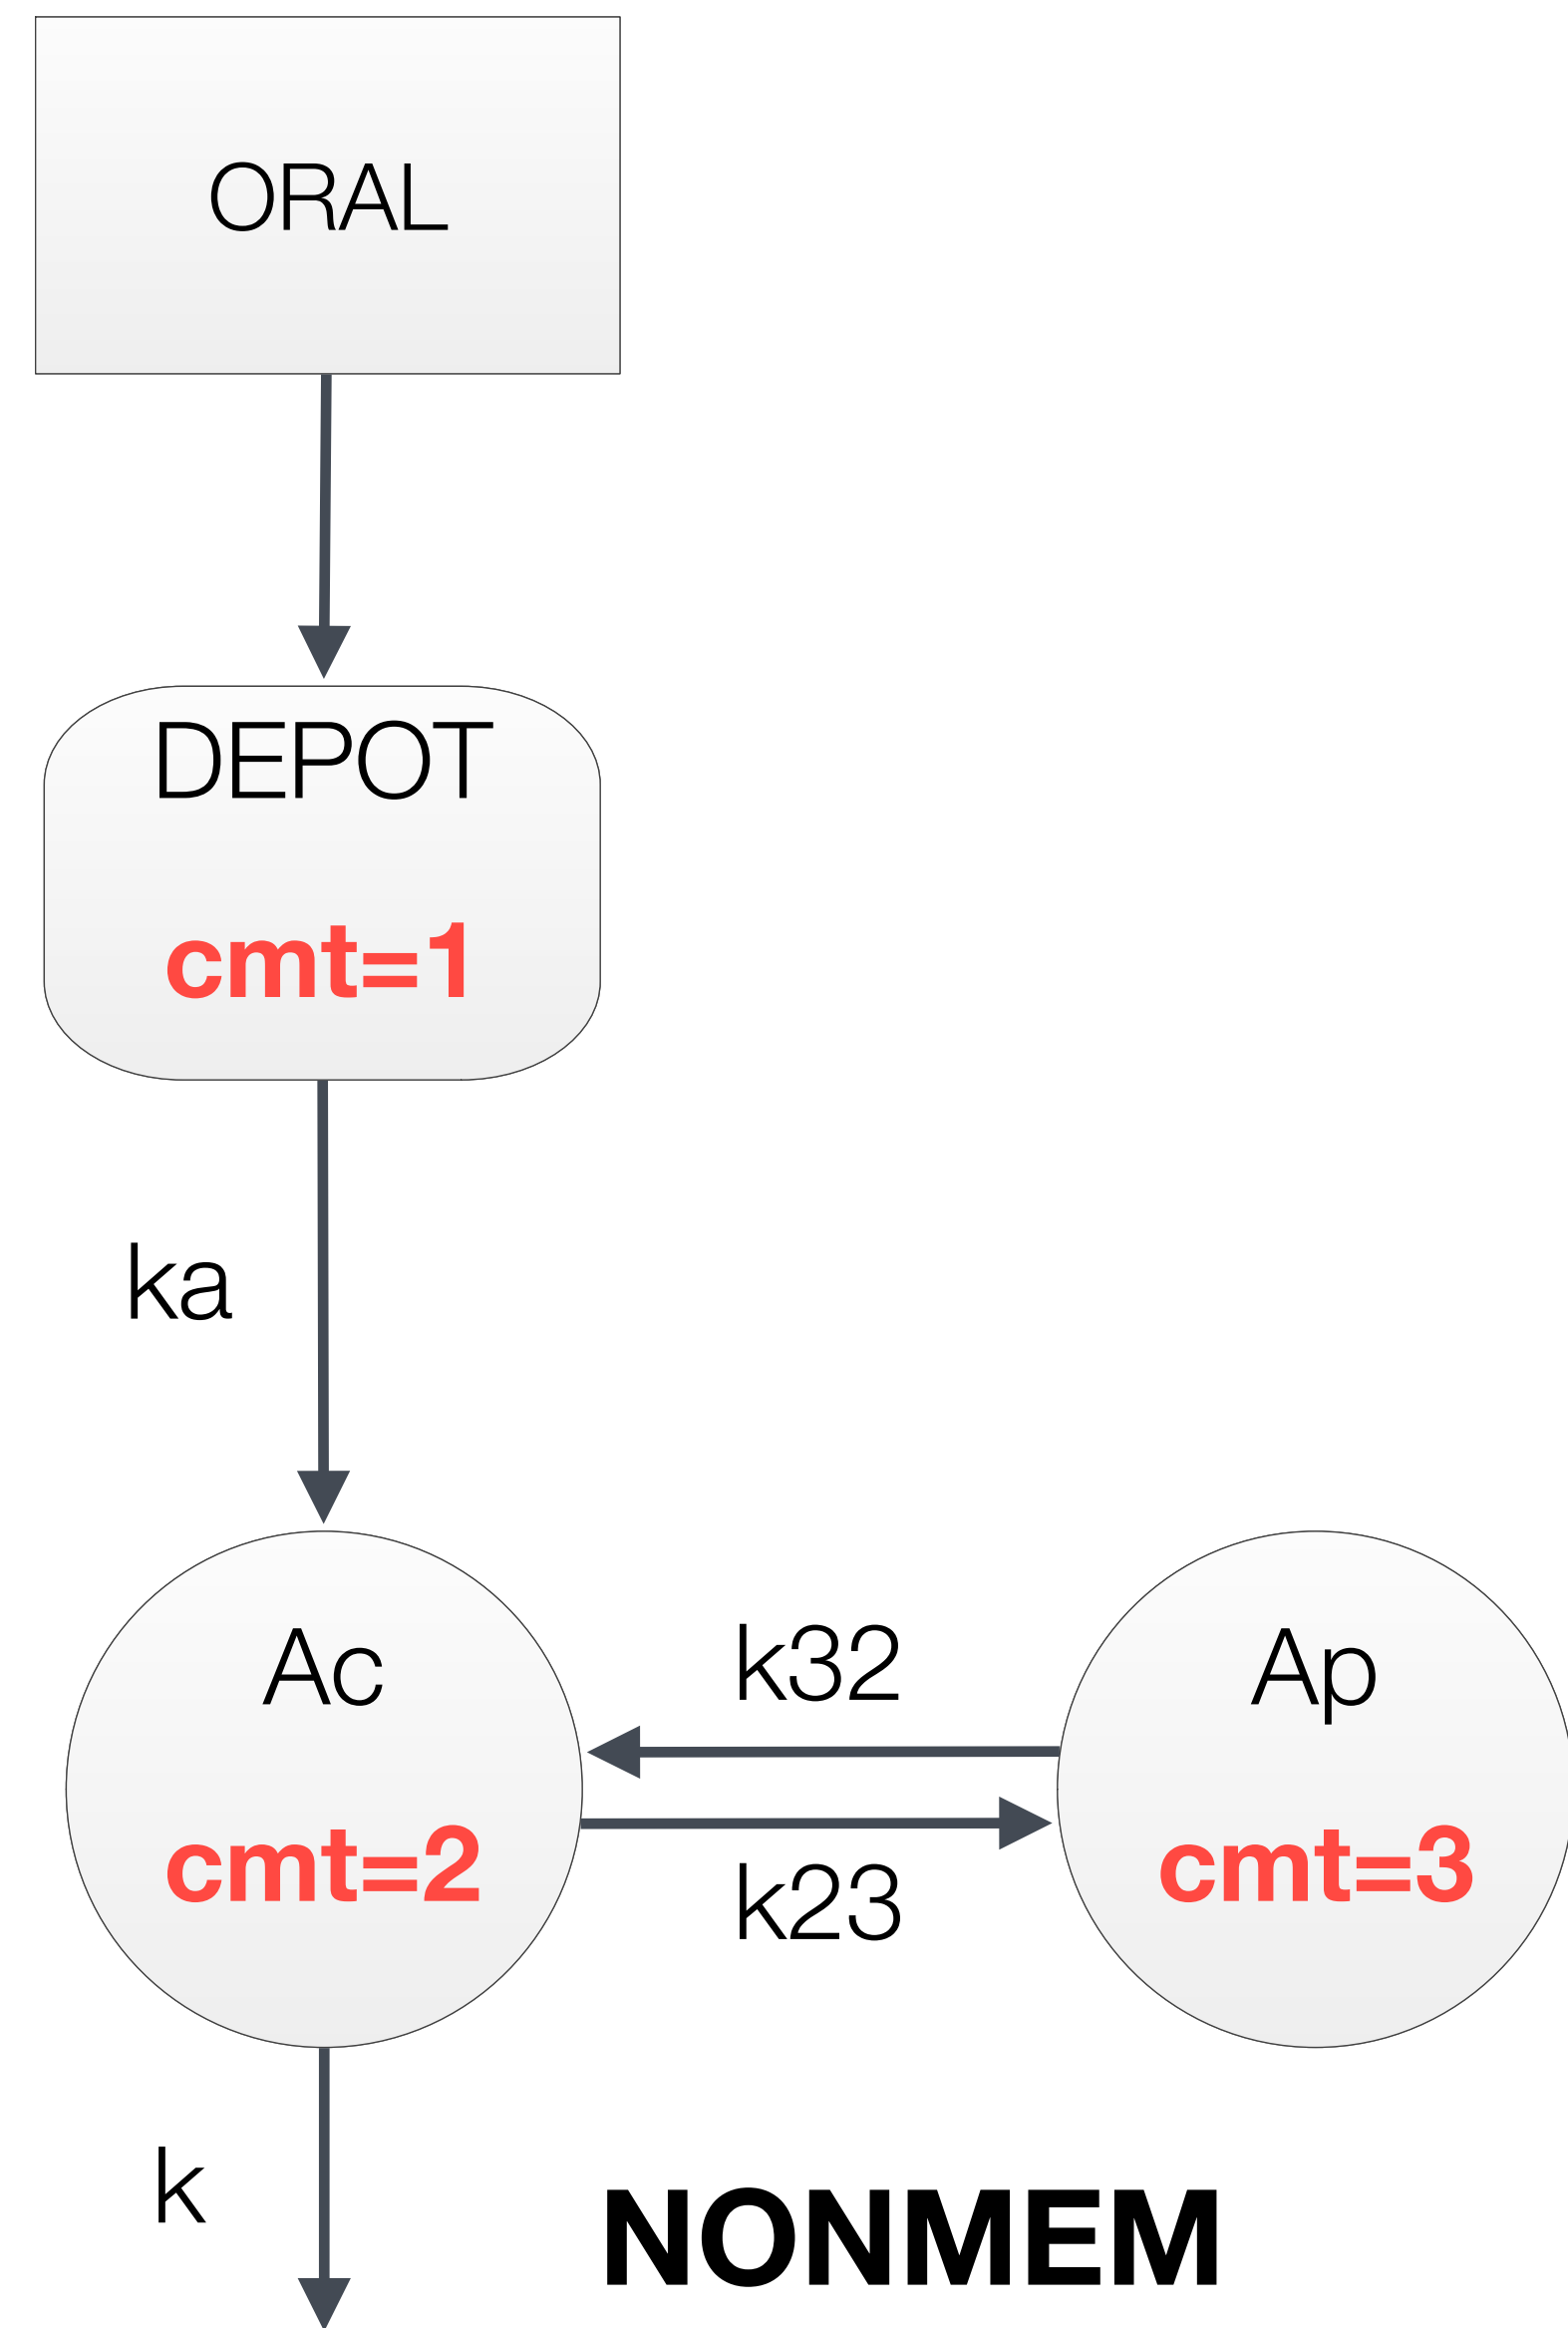 ORAL
DEPOT
cmt=1
ka
Ac
cmt=2
k32
k23
Ap
cmt=3
k
NONMEM